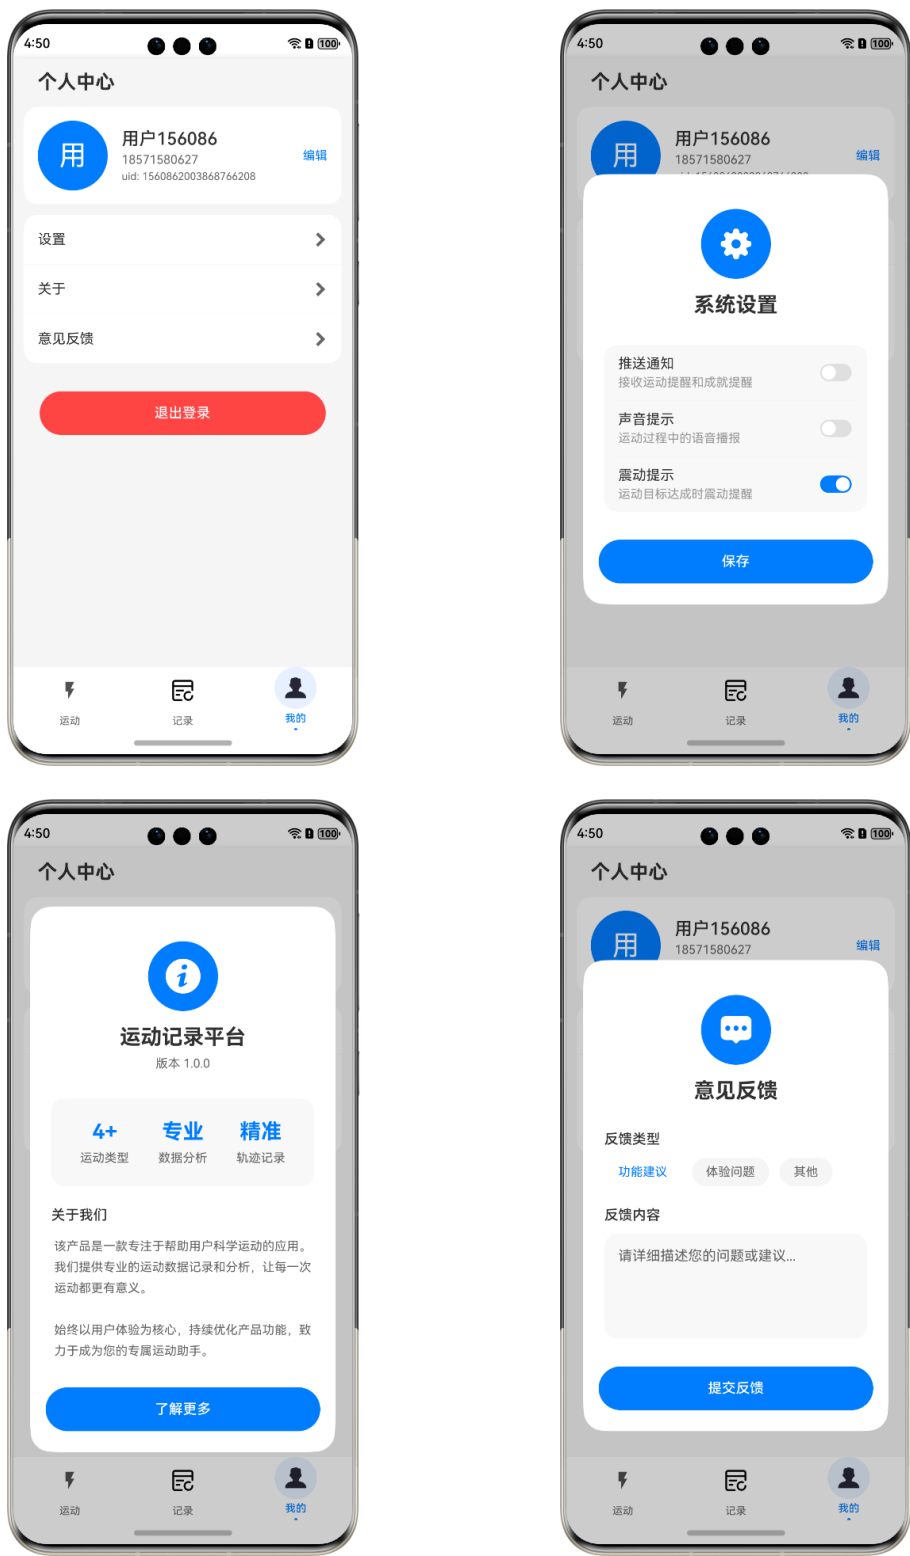 4:50
100
个人中心
用
用户156086
18571580627
编辑
uid: 1560862003868766208
设置
关于
意见反馈
退出登录
运动
记录
我的
4:50
100
个人中心
用
用户156086
18571580627
编辑
系统设置
推送通知
接收运动提醒和成就提醒
声音提示
运动过程中的语音播报
震动提示
运动目标达成时震动提醒
保存
运动
记录
我的
4:50
100
个人中心
运动记录平台
版本 1.0.0
4+
专业
精准
运动类型
数据分析
轨迹记录
关于我们
该产品是一款专注于帮助用户科学运动的应用。
我们提供专业的运动数据记录和分析，让每一次
运动都更有意义。
始终以用户体验为核心，持续优化产品功能，致
力于成为您的专属运动助手。
了解更多
运动
记录
我的
4:50
100
个人中心
用
用户156086
18571580627
编辑
意见反馈
反馈类型
功能建议
体验问题
其他
反馈内容
请详细描述您的问题或建议...
提交反馈
运动
记录
我的